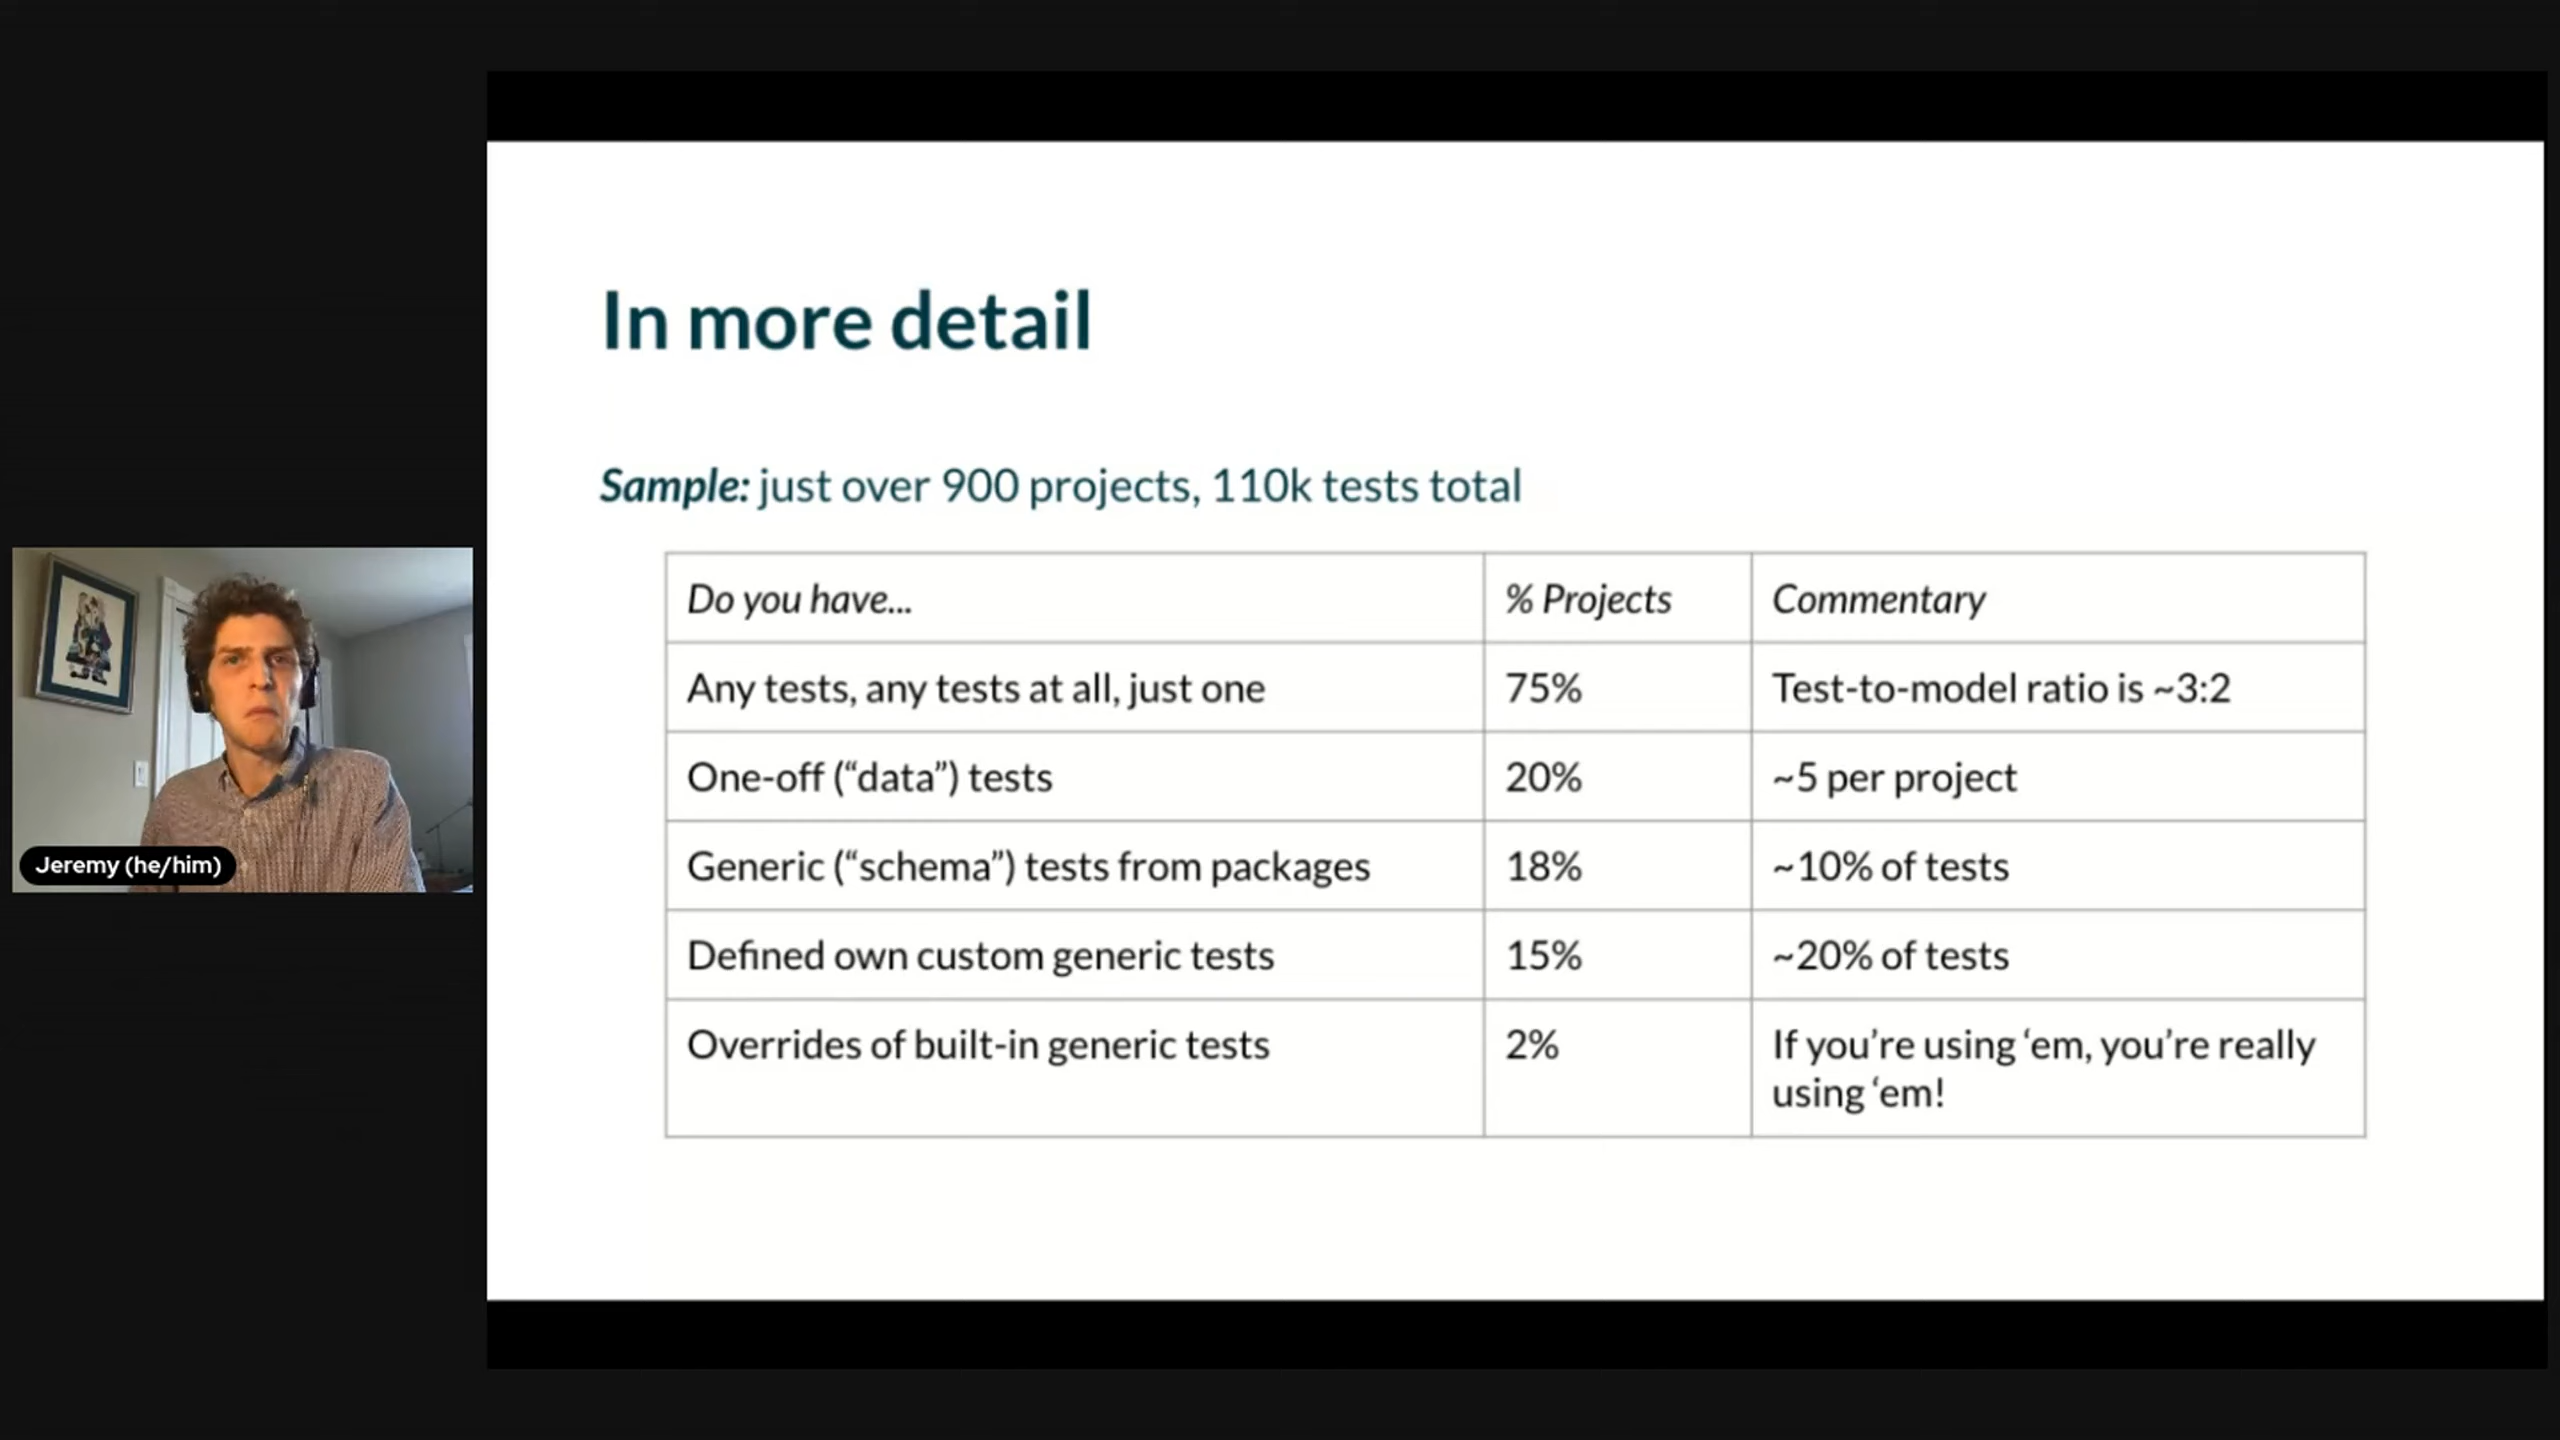 In more detail
Sample: just over 900 projects, 110k tests total
Do you have... % Projects Commentary
Any tests, any tests at all, just one 75% Test-to-model ratio is ~3:2
One-off (“data”) tests 20% ~5 per project
Generic (“schema”) tests from packages 18% ~10% of tests
Defined own custom generic tests 15% ~20% of tests
Overrides of built-in generic tests 2% If you’re using ‘em, you’re really
using ‘em!
Jeremy (he/him)